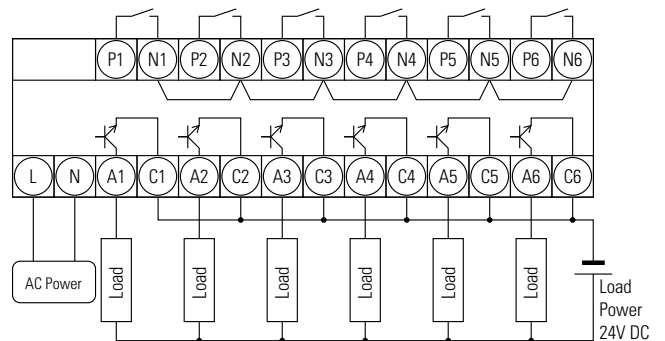 P1 N1 P2 N2 P3 N3 P4 N4 P5 N5 P6 N6
L N A1 C1 A2 C2 A3 C3 A4 C4 A5 C5 A6 C6
AC Power
Load
Load
Load
Load
Load
Load
Load
Power
24V DC